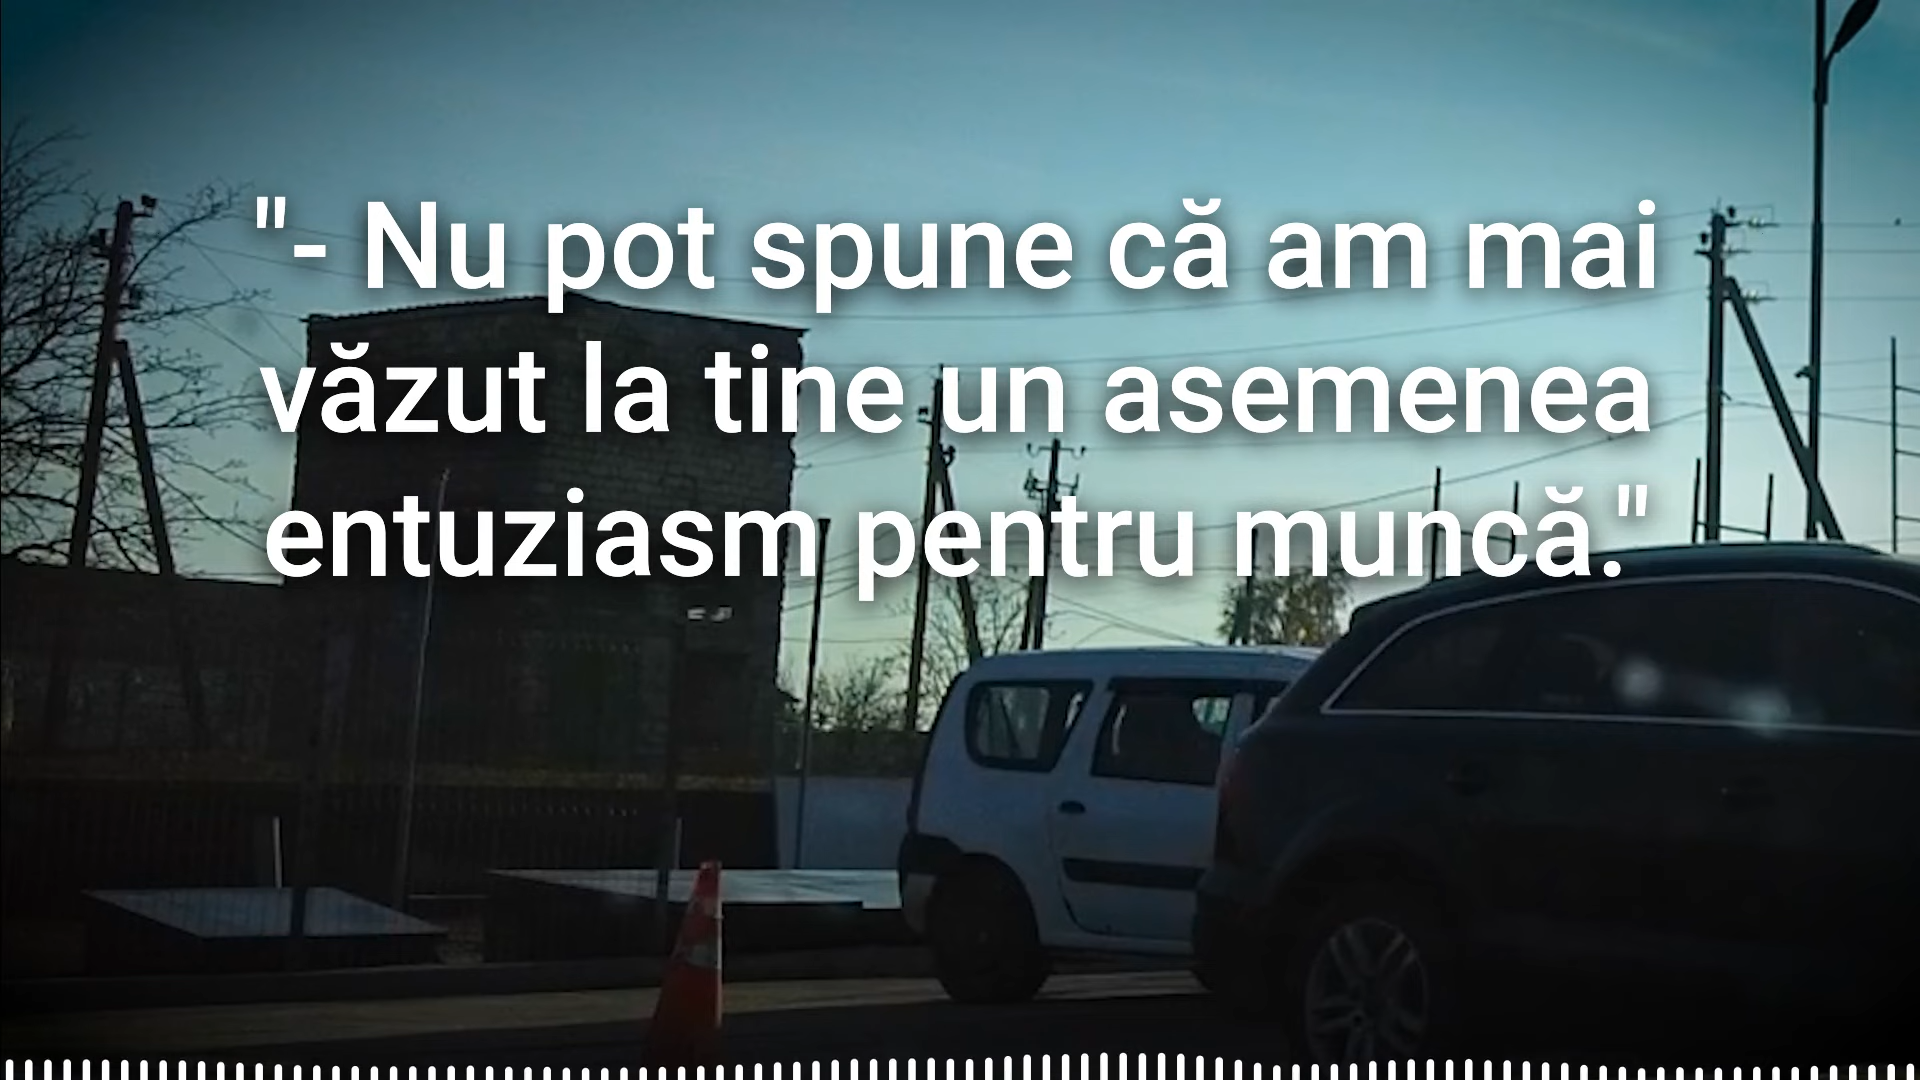 "- Nu pot spune că am mai
văzut la tine un asemenea
entuziasm pentru muncă."